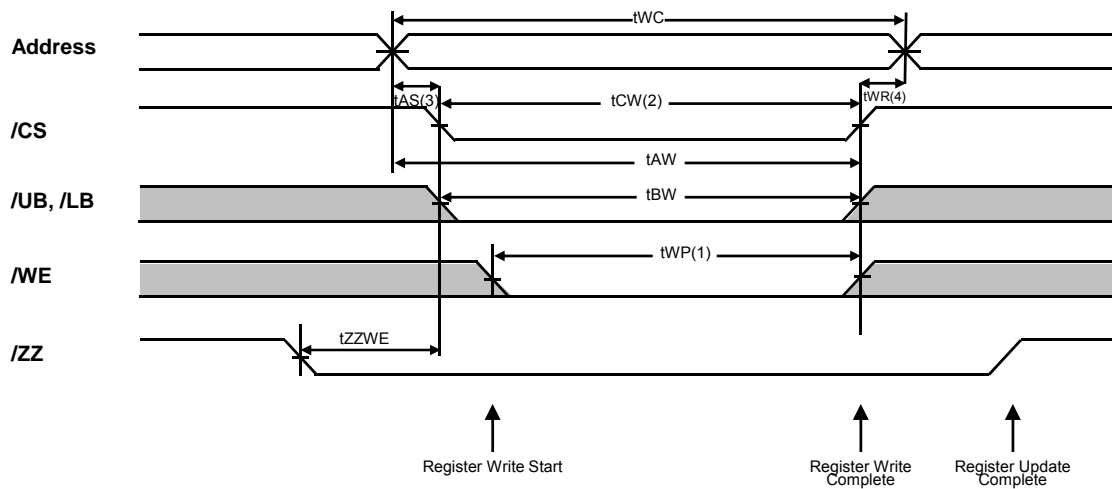 tWC
Address
tAS(3)
tCW(2)
tWR(4)
/CS
tAW
/UB, /LB
tBW
/WE
tWP(1)
/ZZ
tZZWE
Register Write Start
Register Write
Complete
Register Update
Complete